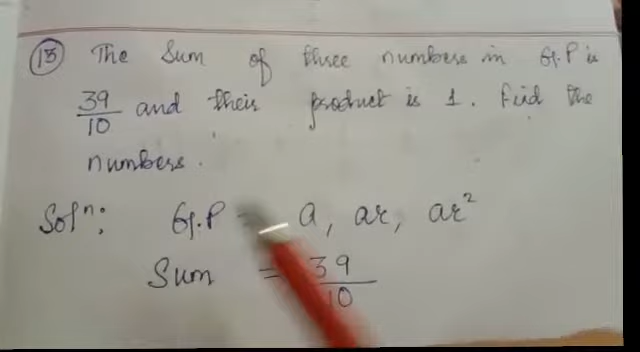 13 The Sum of three numbers in G.P is
39/10 and their product is 1. Find the
numbers.
Solⁿ: G.P = a, ar, ar²
Sum = 39/10